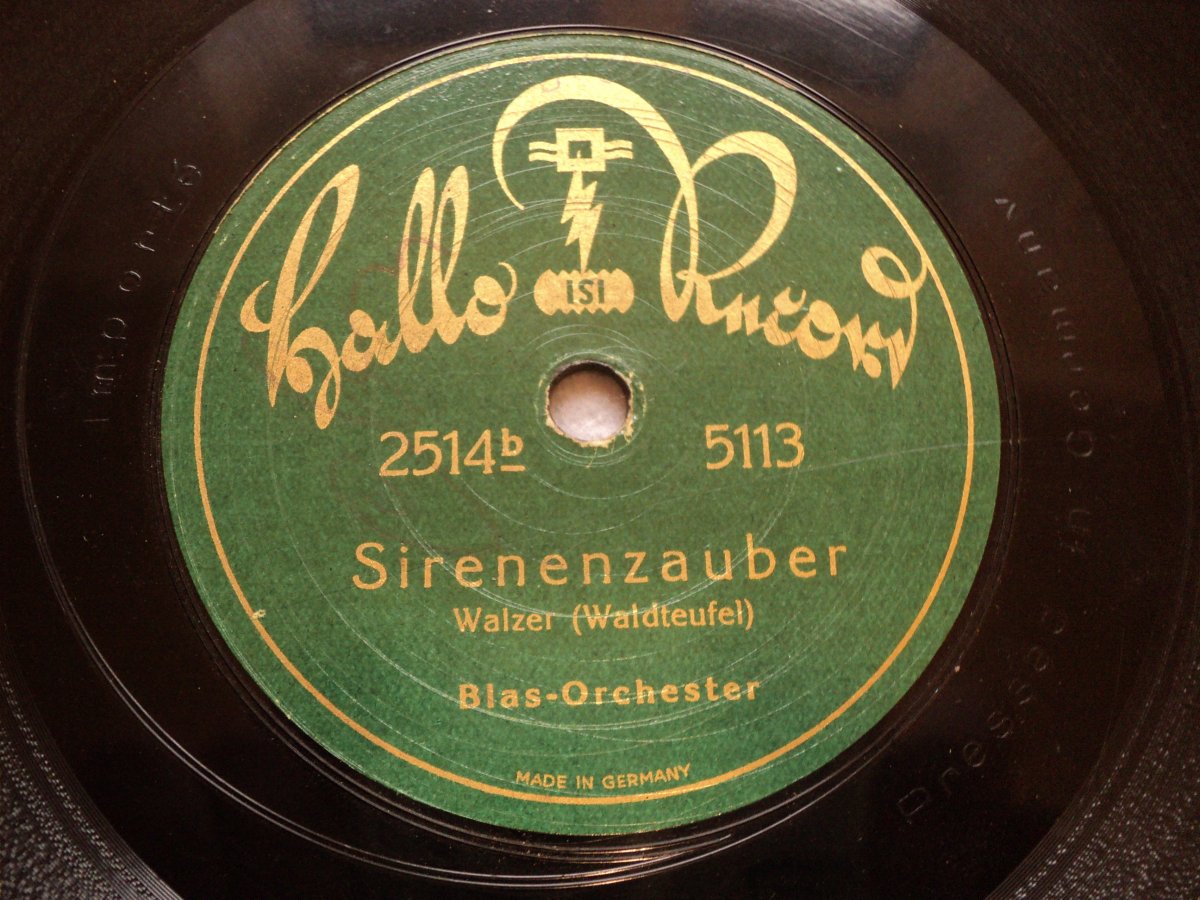 Hallo Record
ISI
2514b 5113
Sirenenzauber
Walzer (Waldteufel)
Blas-Orchester
MADE IN GERMANY